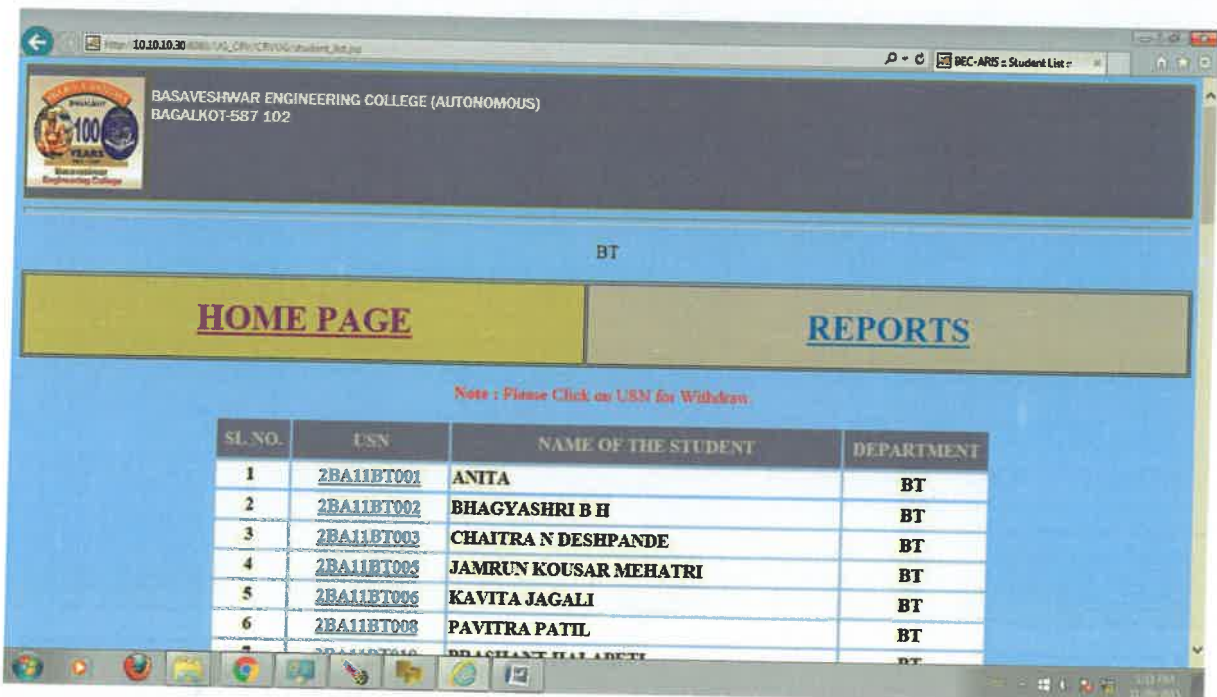 10.10.10.30
BEC-ARIS :: Student List ::
BASAVESHWAR ENGINEERING COLLEGE (AUTONOMOUS)
BAGALKOT-587 102
100
YEARS
Basaveshwar
Engineering College
BT
HOME PAGE REPORTS
Note : Please Click on USN for Withdraw.
SL.NO. USN NAME OF THE STUDENT DEPARTMENT
1 2BA11BT001 ANITA BT
2 2BA11BT002 BHAGYASHRI B H BT
3 2BA11BT003 CHAITRA N DESHPANDE BT
4 2BA11BT005 JAMRUN KOUSAR MEHATRI BT
5 2BA11BT006 KAVITA JAGALI BT
6 2BA11BT008 PAVITRA PATIL BT